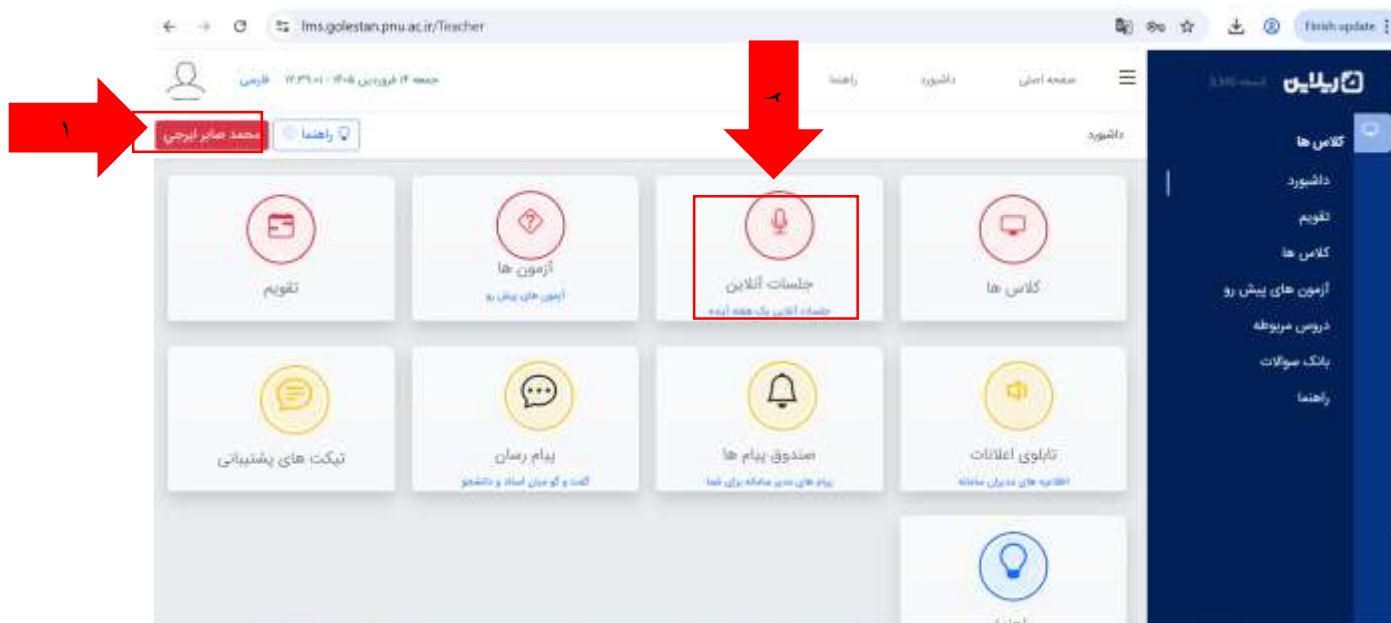 lms.golestan.pnu.ac.ir/Teacher
Finish update
ریلاین
صفحه اصلی
داشبورد
راهنما
جمعه ۱۴ فروردین ۱۴۰۵ - ۱۲:۳۹:۰۱
فارسی
۲
۱
داشبورد
راهنما
محمد صابر ایرجی
کلاس ها
داشبورد
تقویم
کلاس ها
آزمون های پیش رو
دروس مربوطه
بانک سوالات
راهنما
کلاس ها
جلسات آنلاین
جلسات آنلاین یک هفته آینده
آزمون ها
آزمون های پیش رو
تقویم
تابلوی اعلانات
اطلاعیه های مدیران سامانه
صندوق پیام ها
پیام های مدیر سامانه برای شما
پیام رسان
گفت و گو میان استاد و دانشجو
تیکت های پشتیبانی